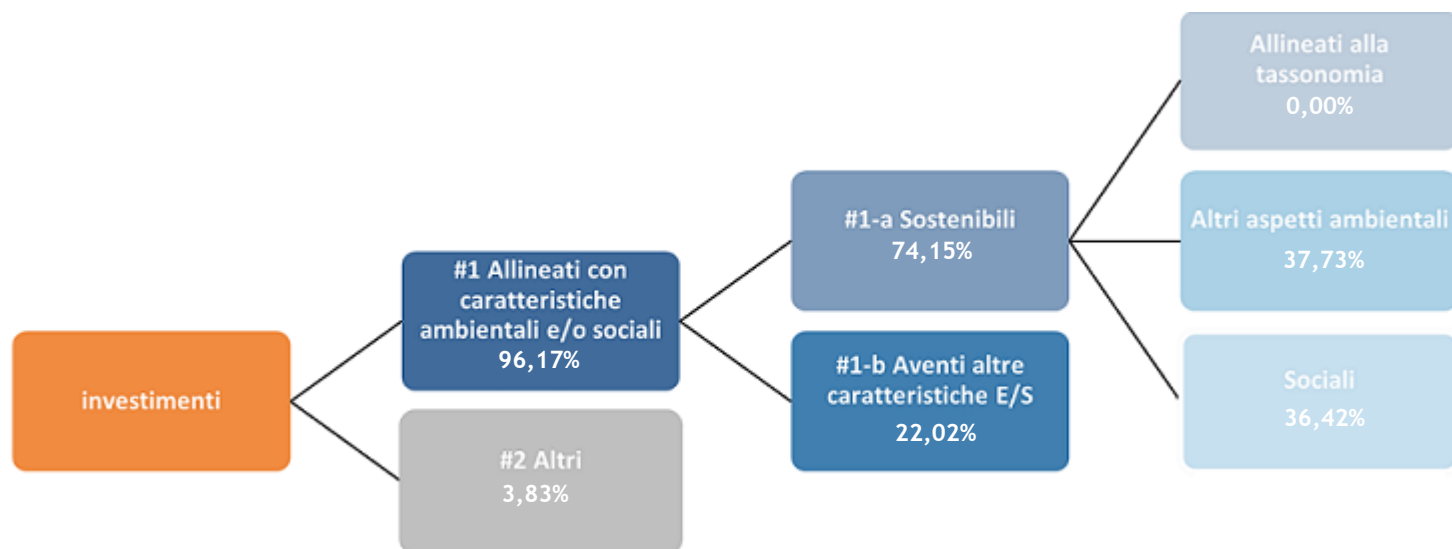 investimenti
#1 Allineati con
caratteristiche
ambientali e/o sociali
96,17%
#2 Altri
3,83%
#1-a Sostenibili
74,15%
#1-b Aventi altre
caratteristiche E/S
22,02%
Allineati alla
tassonomia
0,00%
Altri aspetti ambientali
37,73%
Sociali
36,42%